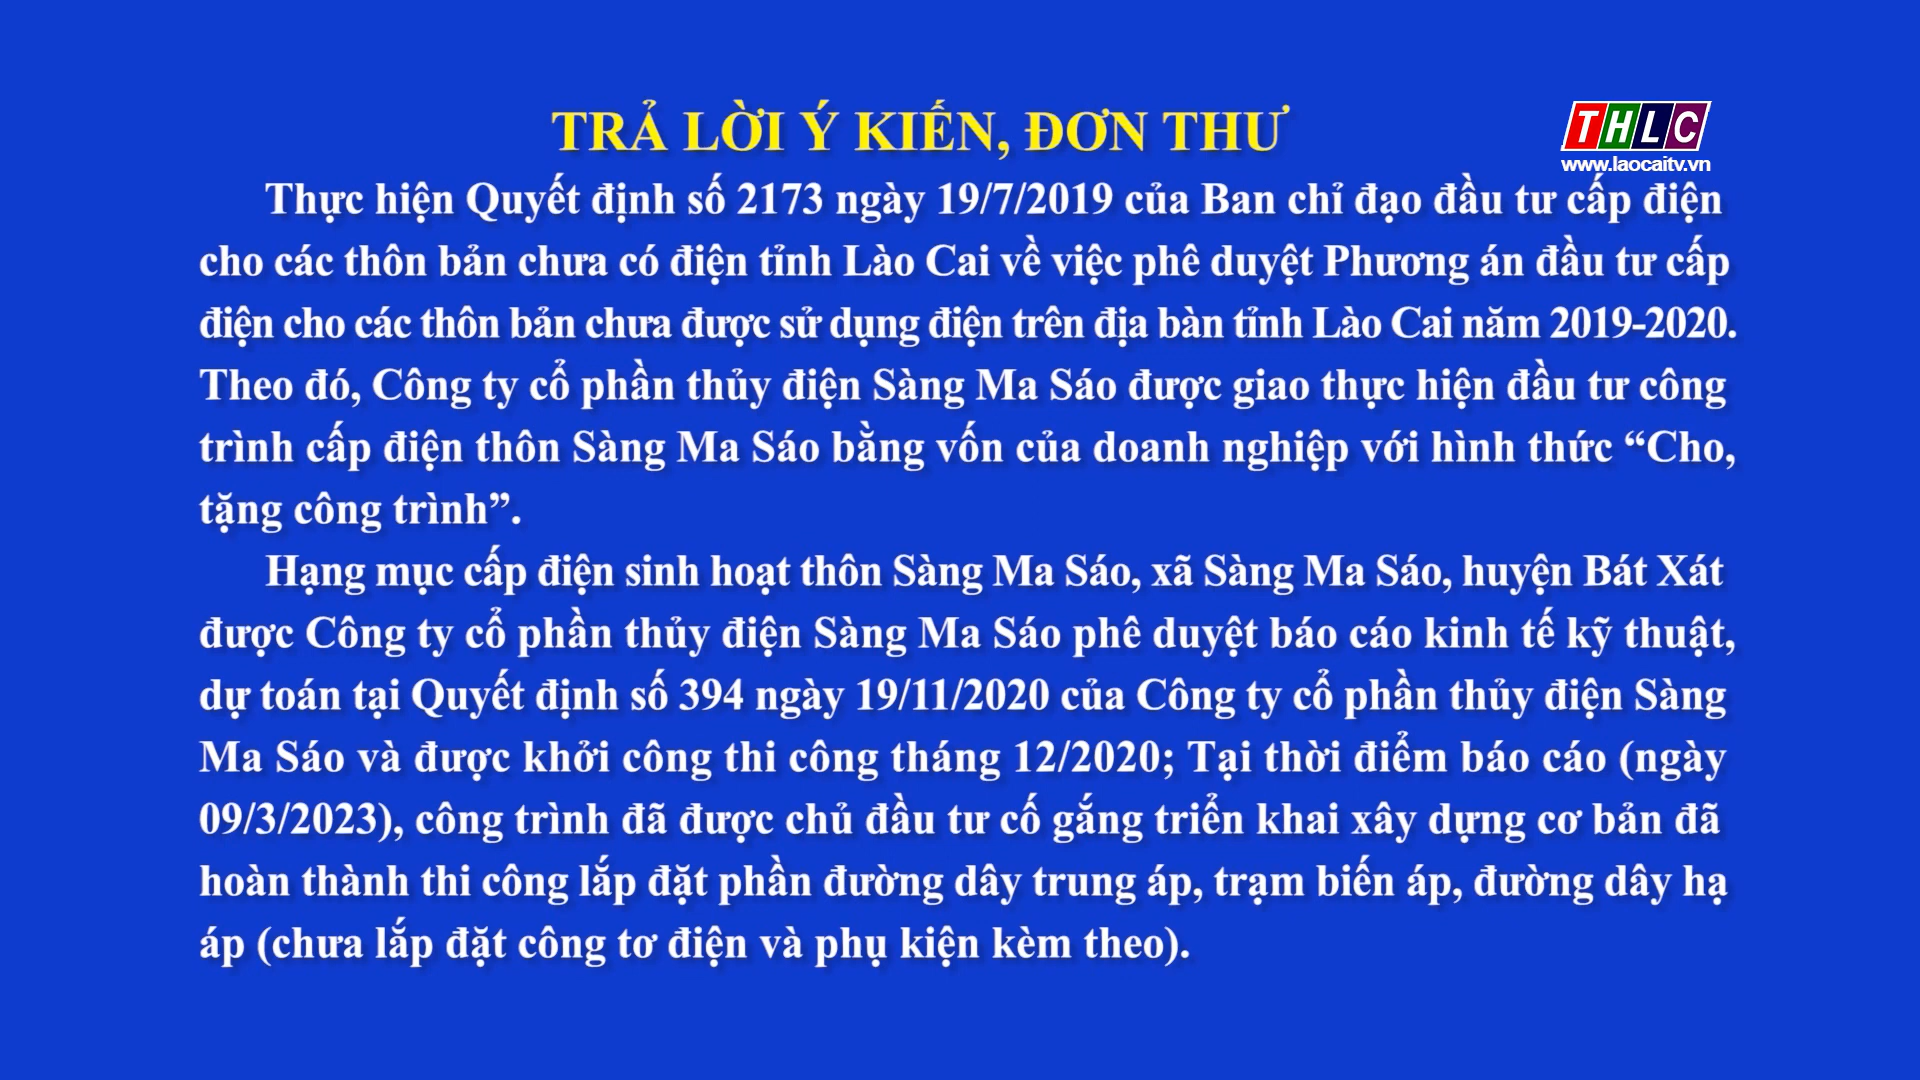 TRẢ LỜI Ý KIẾN, ĐƠN THƯ
THLC
www.laocaitv.vn
Thực hiện Quyết định số 2173 ngày 19/7/2019 của Ban chỉ đạo đầu tư cấp điện
cho các thôn bản chưa có điện tỉnh Lào Cai về việc phê duyệt Phương án đầu tư cấp
điện cho các thôn bản chưa được sử dụng điện trên địa bàn tỉnh Lào Cai năm 2019-2020.
Theo đó, Công ty cổ phần thủy điện Sàng Ma Sáo được giao thực hiện đầu tư công
trình cấp điện thôn Sàng Ma Sáo bằng vốn của doanh nghiệp với hình thức “Cho,
tặng công trình”.
Hạng mục cấp điện sinh hoạt thôn Sàng Ma Sáo, xã Sàng Ma Sáo, huyện Bát Xát
được Công ty cổ phần thủy điện Sàng Ma Sáo phê duyệt báo cáo kinh tế kỹ thuật,
dự toán tại Quyết định số 394 ngày 19/11/2020 của Công ty cổ phần thủy điện Sàng
Ma Sáo và được khởi công thi công tháng 12/2020; Tại thời điểm báo cáo (ngày
09/3/2023), công trình đã được chủ đầu tư cố gắng triển khai xây dựng cơ bản đã
hoàn thành thi công lắp đặt phần đường dây trung áp, trạm biến áp, đường dây hạ
áp (chưa lắp đặt công tơ điện và phụ kiện kèm theo).